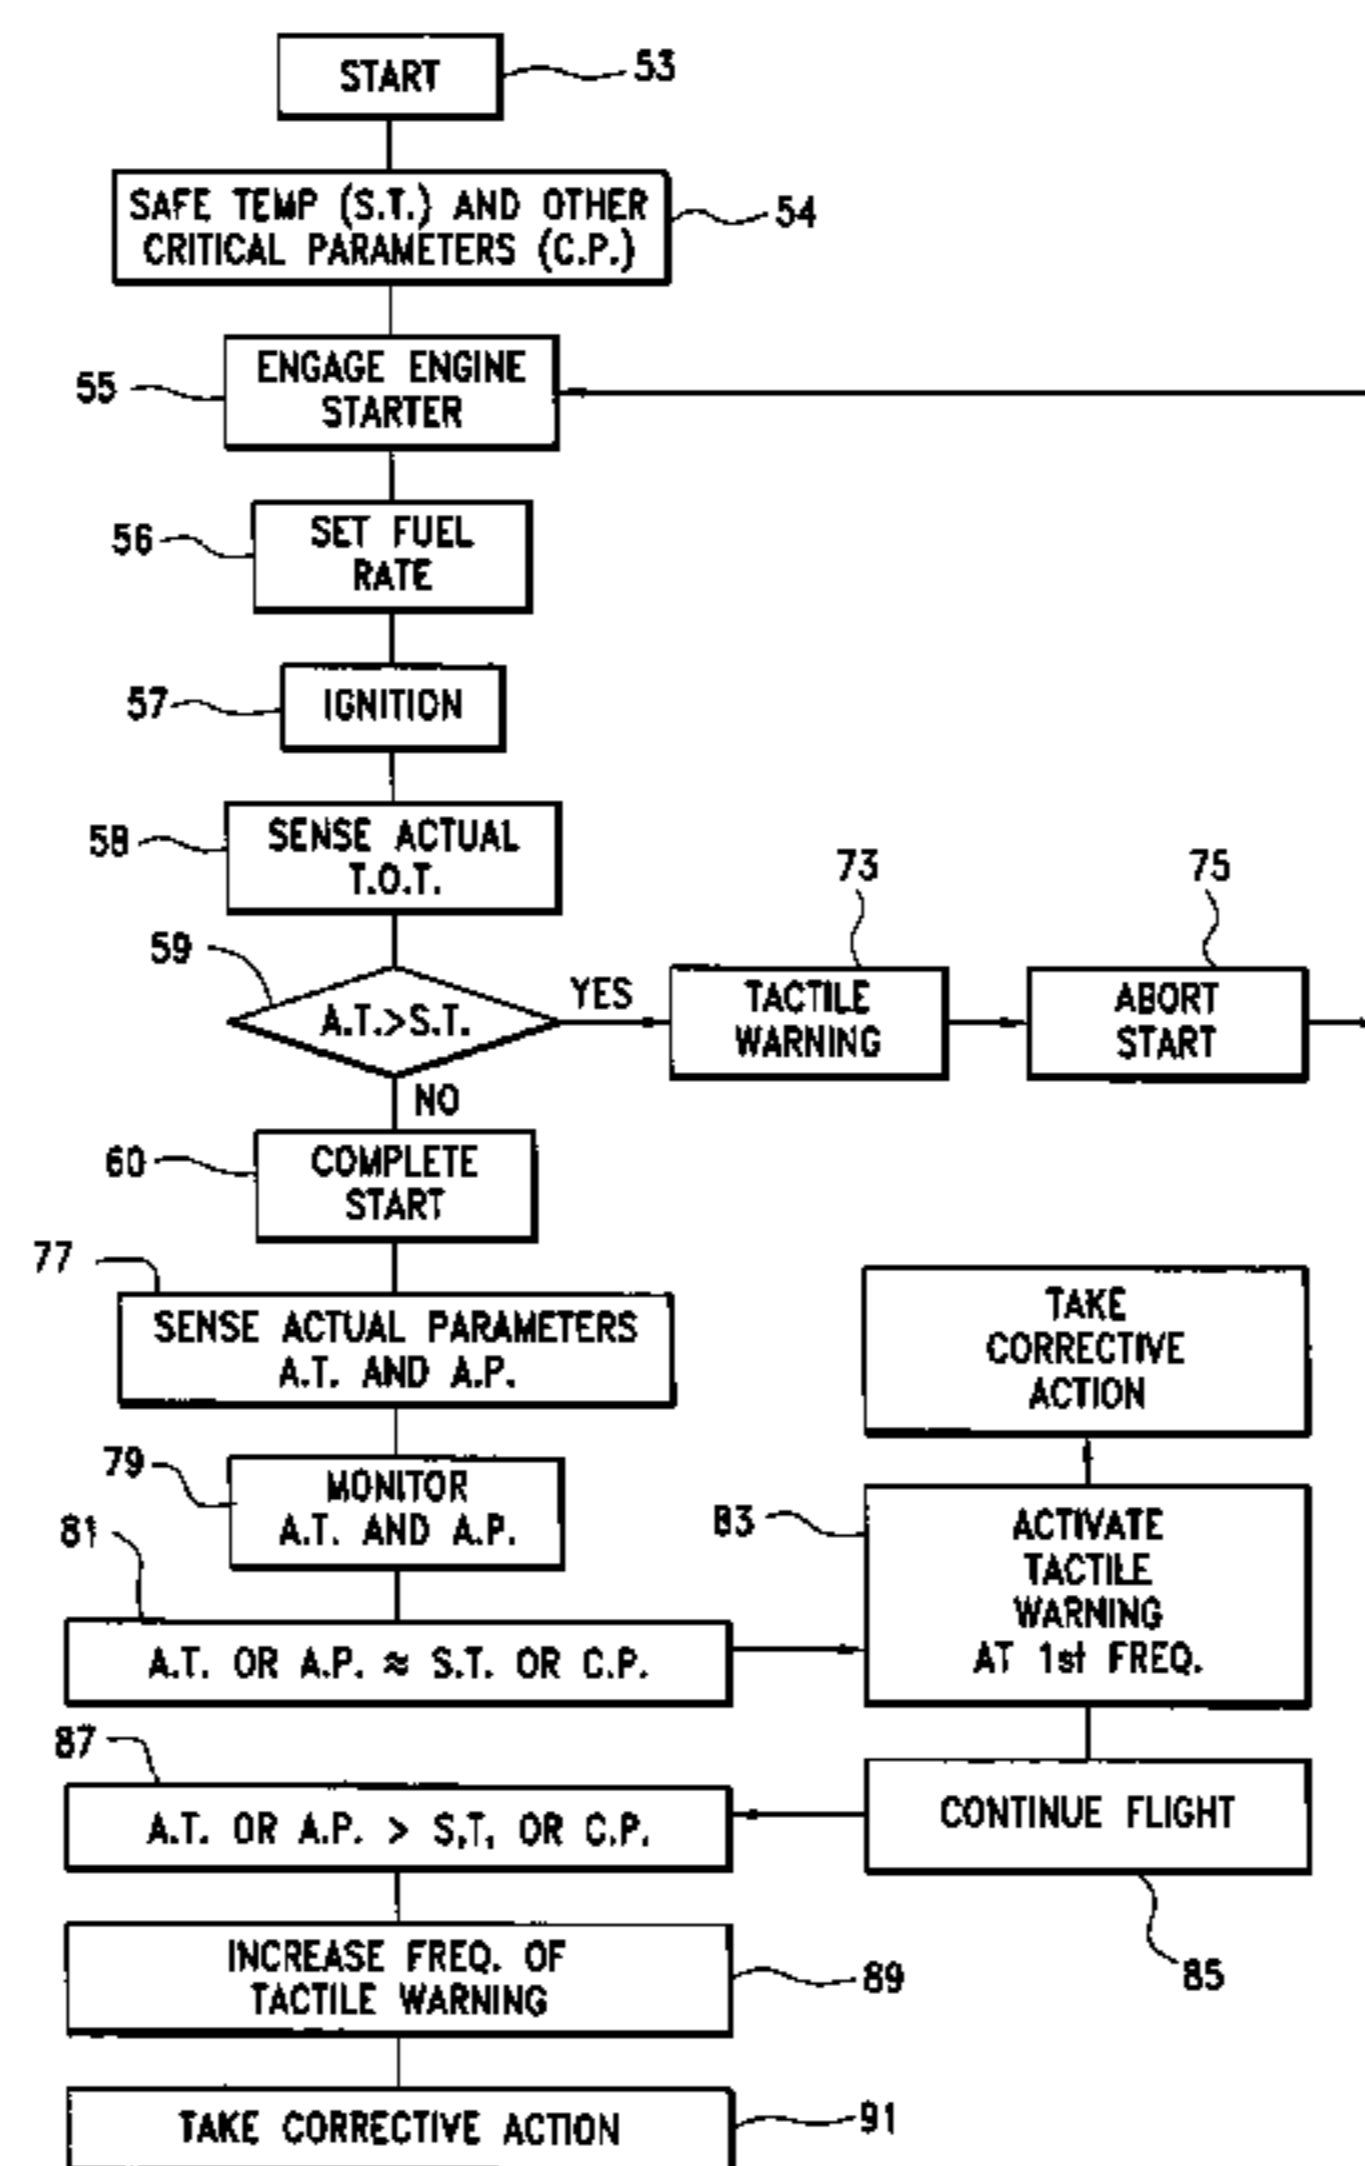 START
53
SAFE TEMP (S.T.) AND OTHER
CRITICAL PARAMETERS (C.P.)
54
55
ENGAGE ENGINE
STARTER
56
SET FUEL
RATE
57
IGNITION
58
SENSE ACTUAL
T.O.T.
59
A.T.>S.T.
YES
73
TACTILE
WARNING
75
ABORT
START
NO
60
COMPLETE
START
77
SENSE ACTUAL PARAMETERS
A.T. AND A.P.
TAKE
CORRECTIVE
ACTION
79
MONITOR
A.T. AND A.P.
83
ACTIVATE
TACTILE
WARNING
AT 1st FREQ.
81
A.T. OR A.P. ≈ S.T. OR C.P.
87
A.T. OR A.P. > S.T. OR C.P.
CONTINUE FLIGHT
85
INCREASE FREQ. OF
TACTILE WARNING
89
TAKE CORRECTIVE ACTION
91